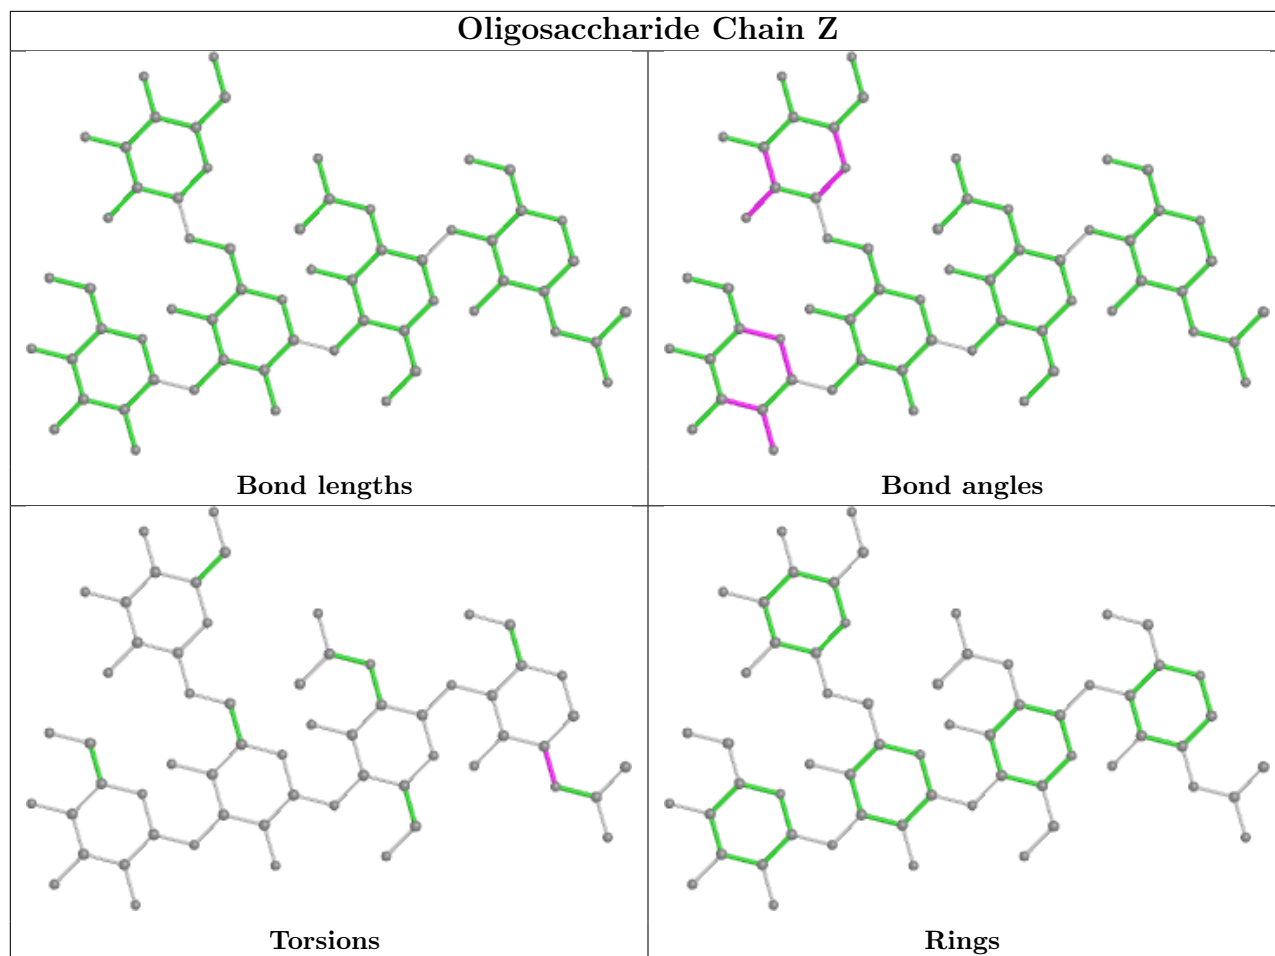 Oligosaccharide Chain Z
Bond lengths
Bond angles
Torsions
Rings